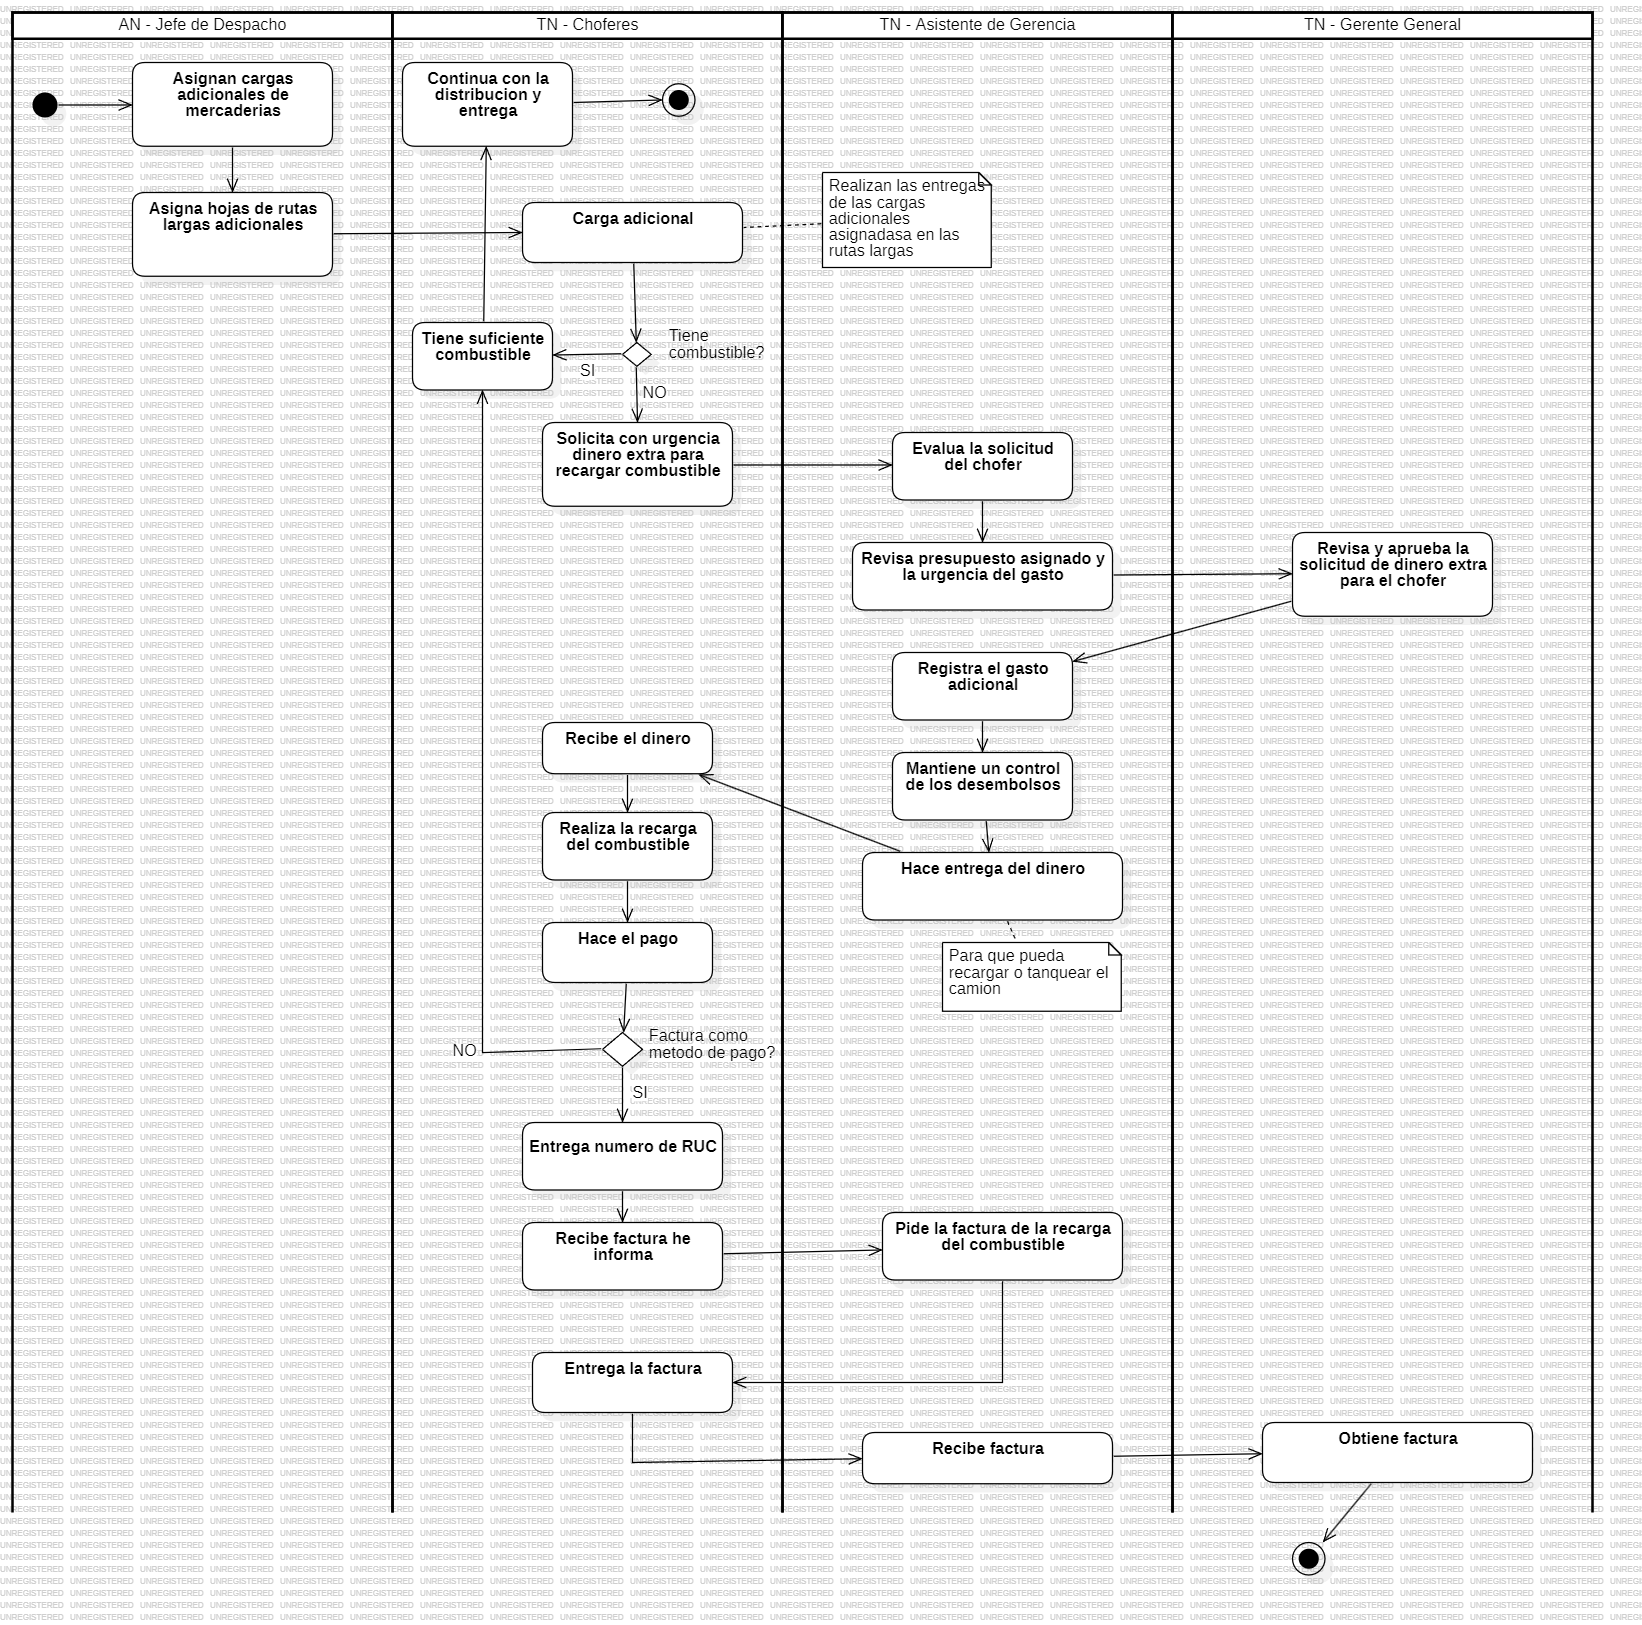 AN - Jefe de Despacho
TN - Choferes
TN - Asistente de Gerencia
TN - Gerente General
Asignan cargas
adicionales de
mercaderias
Continua con la
distribucion y
entrega
Asigna hojas de rutas
largas adicionales
Carga adicional
Realizan las entregas
de las cargas
adicionales
asignadasa en las
rutas largas
Tiene suficiente
combustible
Tiene
combustible?
SI
NO
Solicita con urgencia
dinero extra para
recargar combustible
Evalua la solicitud
del chofer
Revisa presupuesto asignado y
la urgencia del gasto
Revisa y aprueba la
solicitud de dinero extra
para el chofer
Registra el gasto
adicional
Recibe el dinero
Mantiene un control
de los desembolsos
Realiza la recarga
del combustible
Hace entrega del dinero
Hace el pago
Para que pueda
recargar o tanquear el
camion
Factura como
metodo de pago?
NO
SI
Entrega numero de RUC
Recibe factura he
informa
Pide la factura de la recarga
del combustible
Entrega la factura
Recibe factura
Obtiene factura
UNREGISTERED